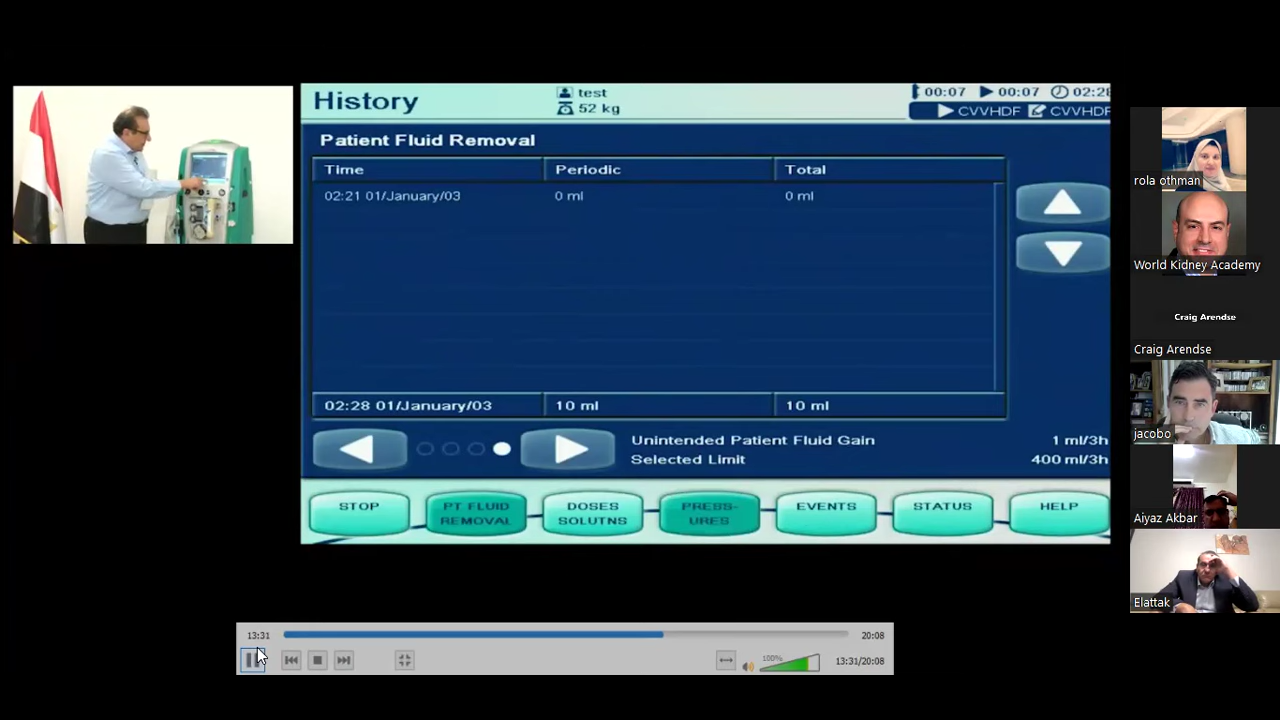 History
test
52 kg
00:07 00:07 02:28
CVVHDF CVVHDF
Patient Fluid Removal
Time Periodic Total
02:21 01/January/03 0 ml 0 ml
02:28 01/January/03 10 ml 10 ml
Unintended Patient Fluid Gain 1 ml/3h
Selected Limit 400 ml/3h
STOP
PT FLUID
REMOVAL
DOSES
SOLUTNS
PRESS-
URES
EVENTS
STATUS
HELP
rola othman
World Kidney Academy
Craig Arendse
Craig Arendse
jacobo
Aiyaz Akbar
Elattak
13:31 20:08
100%
13:31/20:08